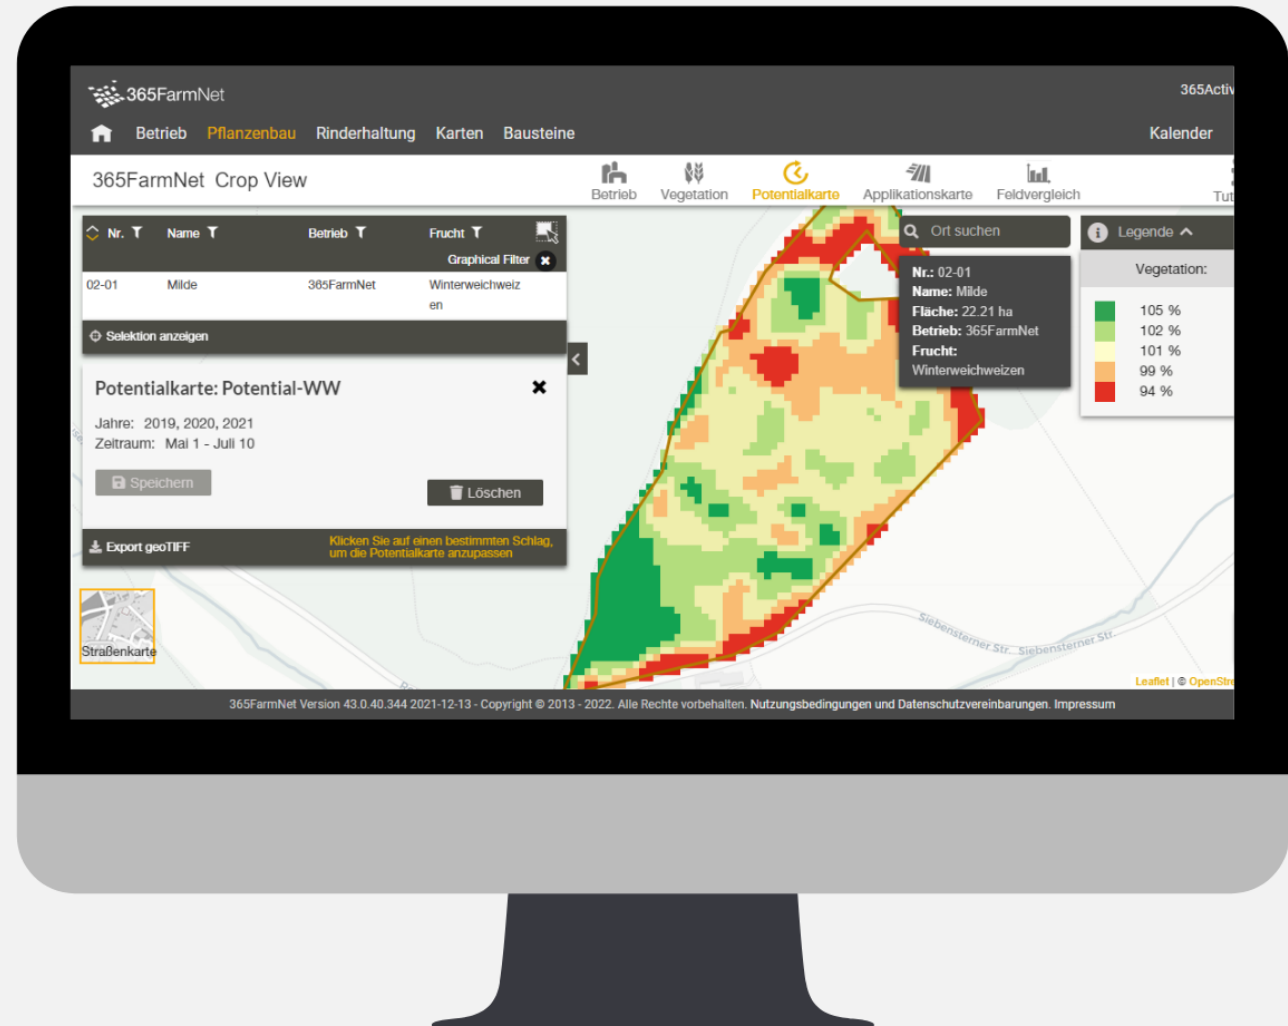 365FarmNet
365Activ
Betrieb Pflanzenbau Rinderhaltung Karten Bausteine Kalender
365FarmNet Crop View
Betrieb Vegetation Potentialkarte Applikationskarte Feldvergleich Tut
Nr. Name Betrieb Frucht
Graphical Filter
02-01 Milde 365FarmNet Winterweichweiz
en
Selektion anzeigen
Potentialkarte: Potential-WW
Jahre: 2019, 2020, 2021
Zeitraum: Mai 1 - Juli 10
Speichern
Löschen
Export geoTIFF
Klicken Sie auf einen bestimmten Schlag,
um die Potentialkarte anzupassen
Straßenkarte
Ort suchen
Nr.: 02-01
Name: Milde
Fläche: 22.21 ha
Betrieb: 365FarmNet
Frucht:
Winterweichweizen
Legende
Vegetation:
105 %
102 %
101 %
99 %
94 %
Siebensterner Str.
Siebensterner Str.
Leaflet | © OpenStre
365FarmNet Version 43.0.40.344 2021-12-13 - Copyright © 2013 - 2022. Alle Rechte vorbehalten. Nutzungsbedingungen und Datenschutzvereinbarungen. Impressum